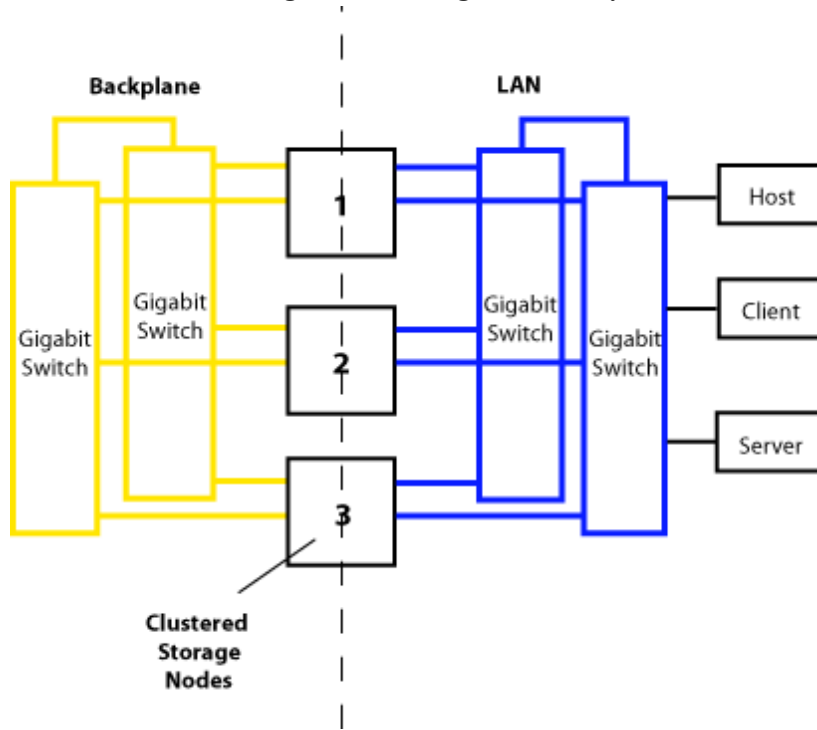 Backplane
LAN
1
Host
Gigabit
Switch
Gigabit
Switch
Gigabit
Switch
Gigabit
Switch
Client
2
Server
3
Clustered
Storage
Nodes